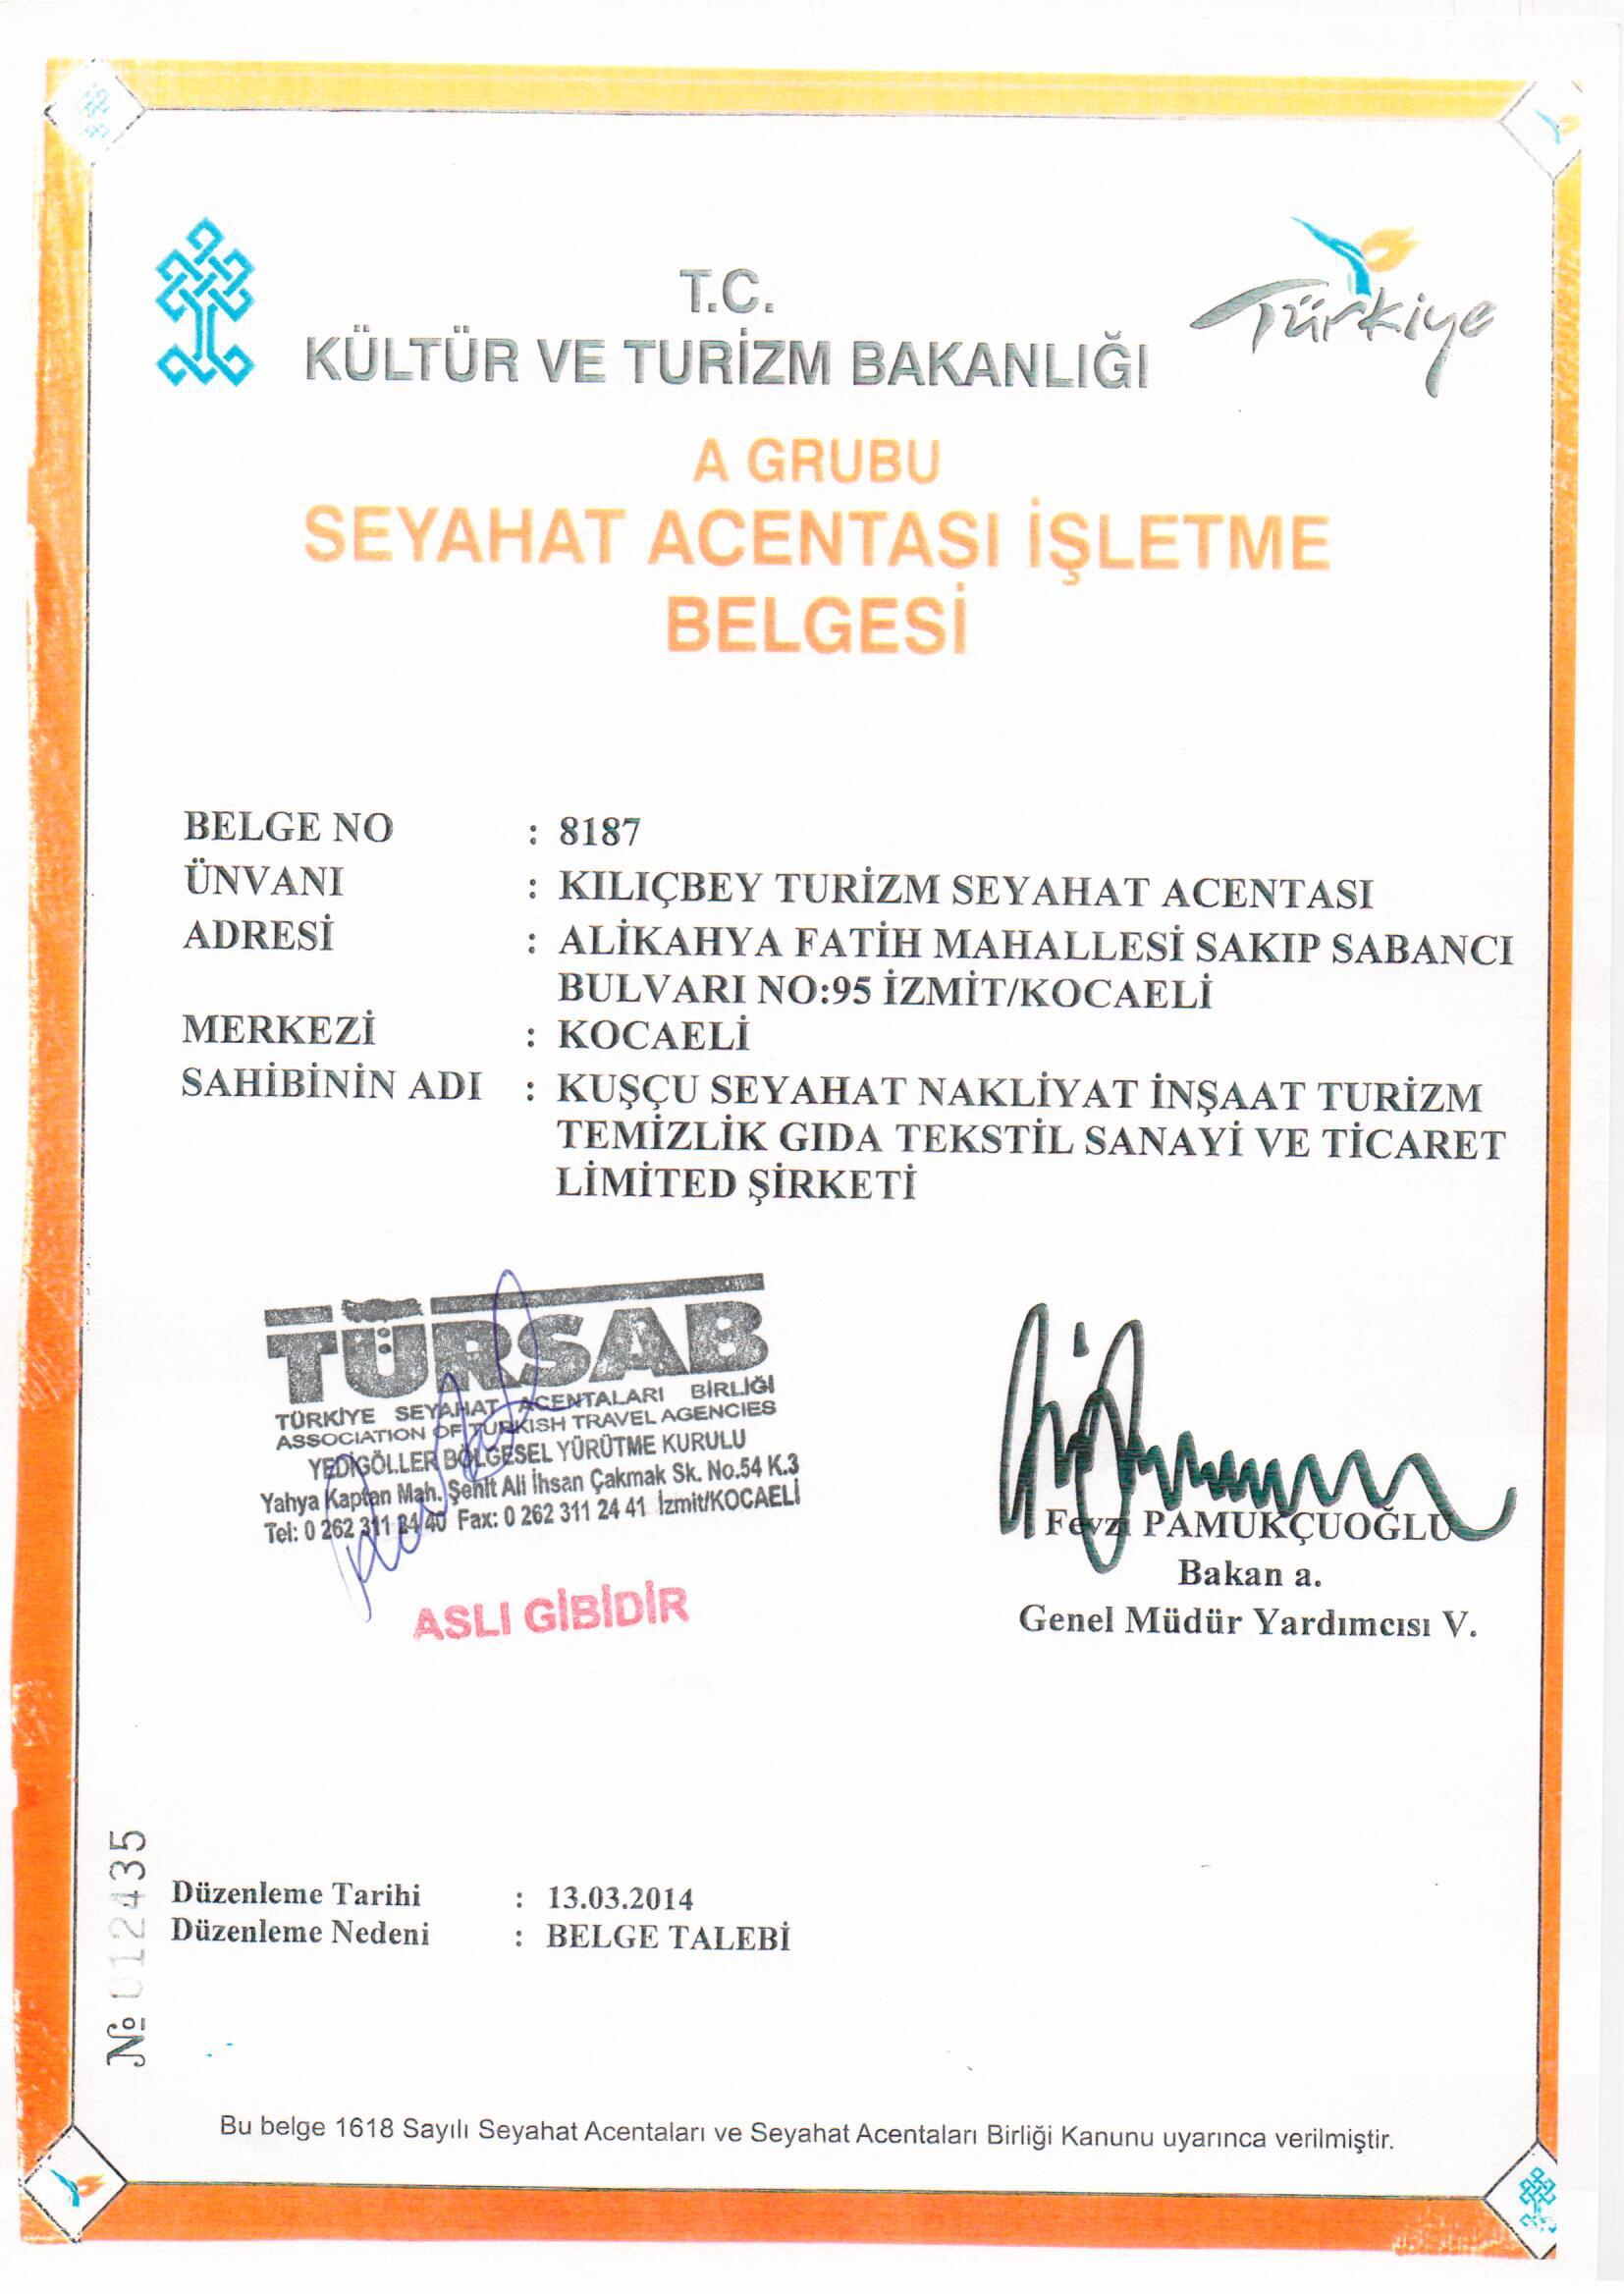 T.C.
KÜLTÜR VE TURİZM BAKANLIĞI
Türkiye
A GRUBU
SEYAHAT ACENTASI İŞLETME
BELGESİ
BELGE NO : 8187
ÜNVANI : KILIÇBEY TURİZM SEYAHAT ACENTASI
ADRESİ : ALİKAHYA FATİH MAHALLESİ SAKIP SABANCI
BULVARI NO:95 İZMİT/KOCAELİ
MERKEZİ : KOCAELİ
SAHİBİNİN ADI : KUŞÇU SEYAHAT NAKLİYAT İNŞAAT TURİZM
TEMİZLİK GIDA TEKSTİL SANAYİ VE TİCARET
LİMİTED ŞİRKETİ
TÜRSAB
TÜRKİYE SEYAHAT ACENTALARI BİRLİĞİ
ASSOCIATION OF TURKISH TRAVEL AGENCIES
YEDİGÖLLER BÖLGESEL YÜRÜTME KURULU
Yahya Kaptan Mah. Şehit Ali İhsan Çakmak Sk. No.54 K.3
Tel: 0 262 311 24 40 Fax: 0 262 311 24 41 İzmit/KOCAELİ
ASLI GİBİDİR
Fevzi PAMUKÇUOĞLU
Bakan a.
Genel Müdür Yardımcısı V.
№ 012435
Düzenleme Tarihi : 13.03.2014
Düzenleme Nedeni : BELGE TALEBİ
Bu belge 1618 Sayılı Seyahat Acentaları ve Seyahat Acentaları Birliği Kanunu uyarınca verilmiştir.